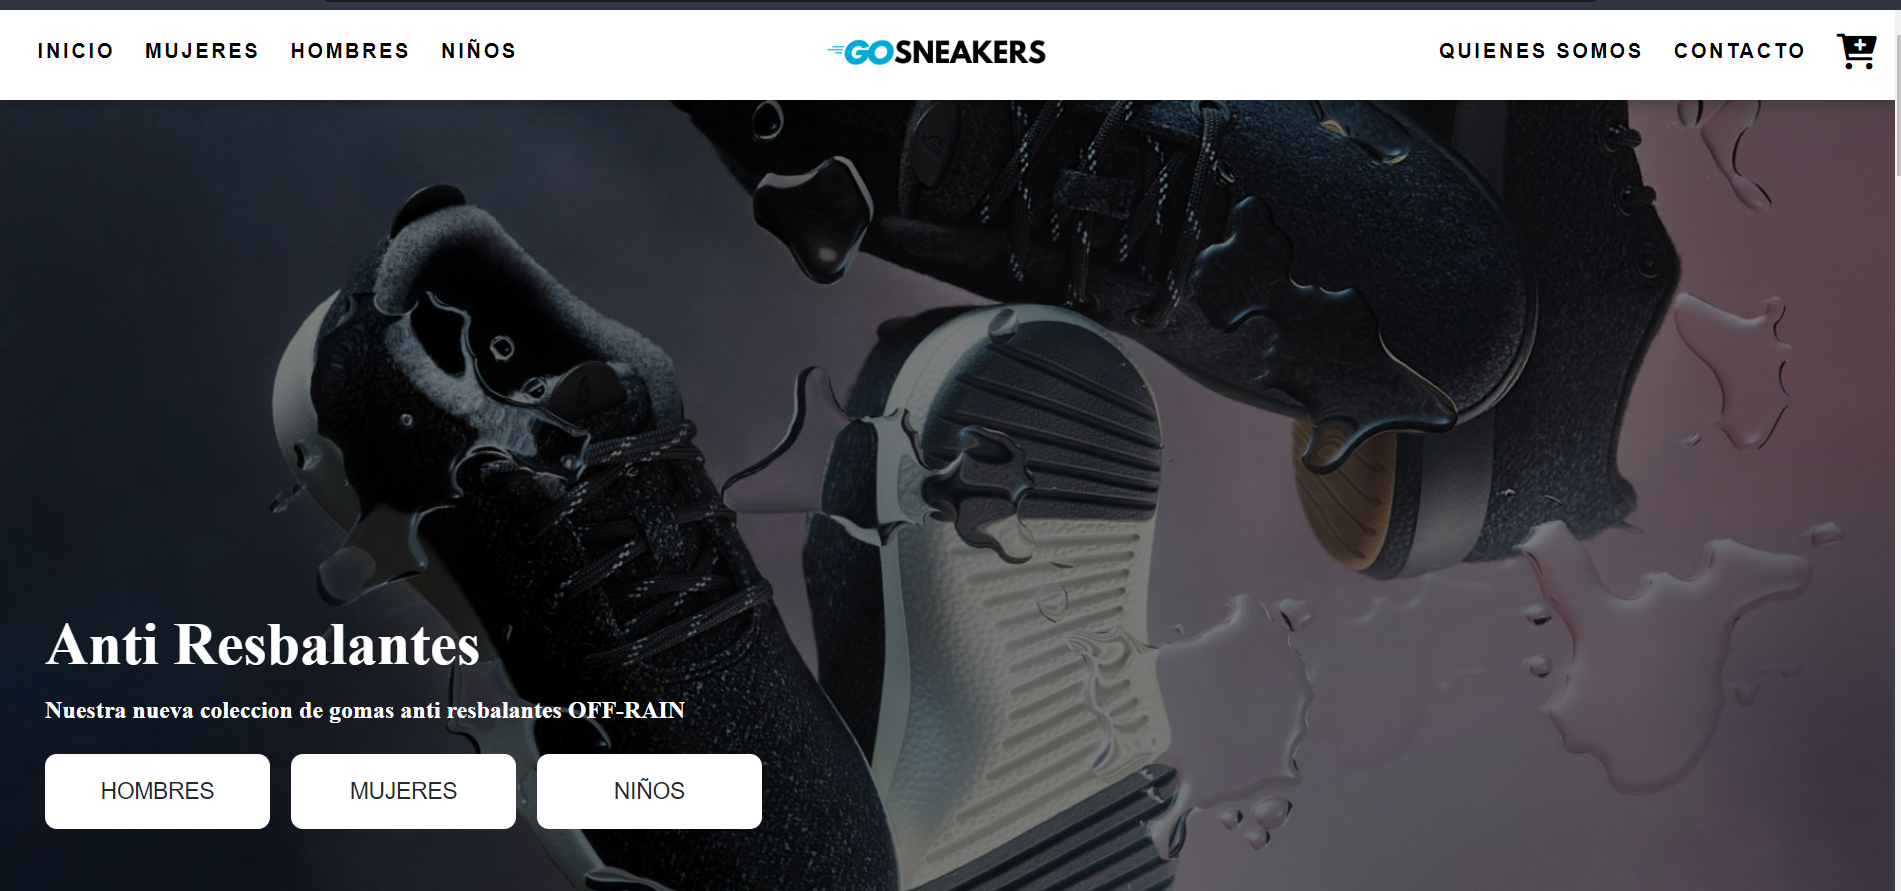 INICIO MUJERES HOMBRES NIÑOS GOSNEAKERS QUIENES SOMOS CONTACTO
Anti Resbalantes
Nuestra nueva coleccion de gomas anti resbalantes OFF-RAIN
HOMBRES MUJERES NIÑOS